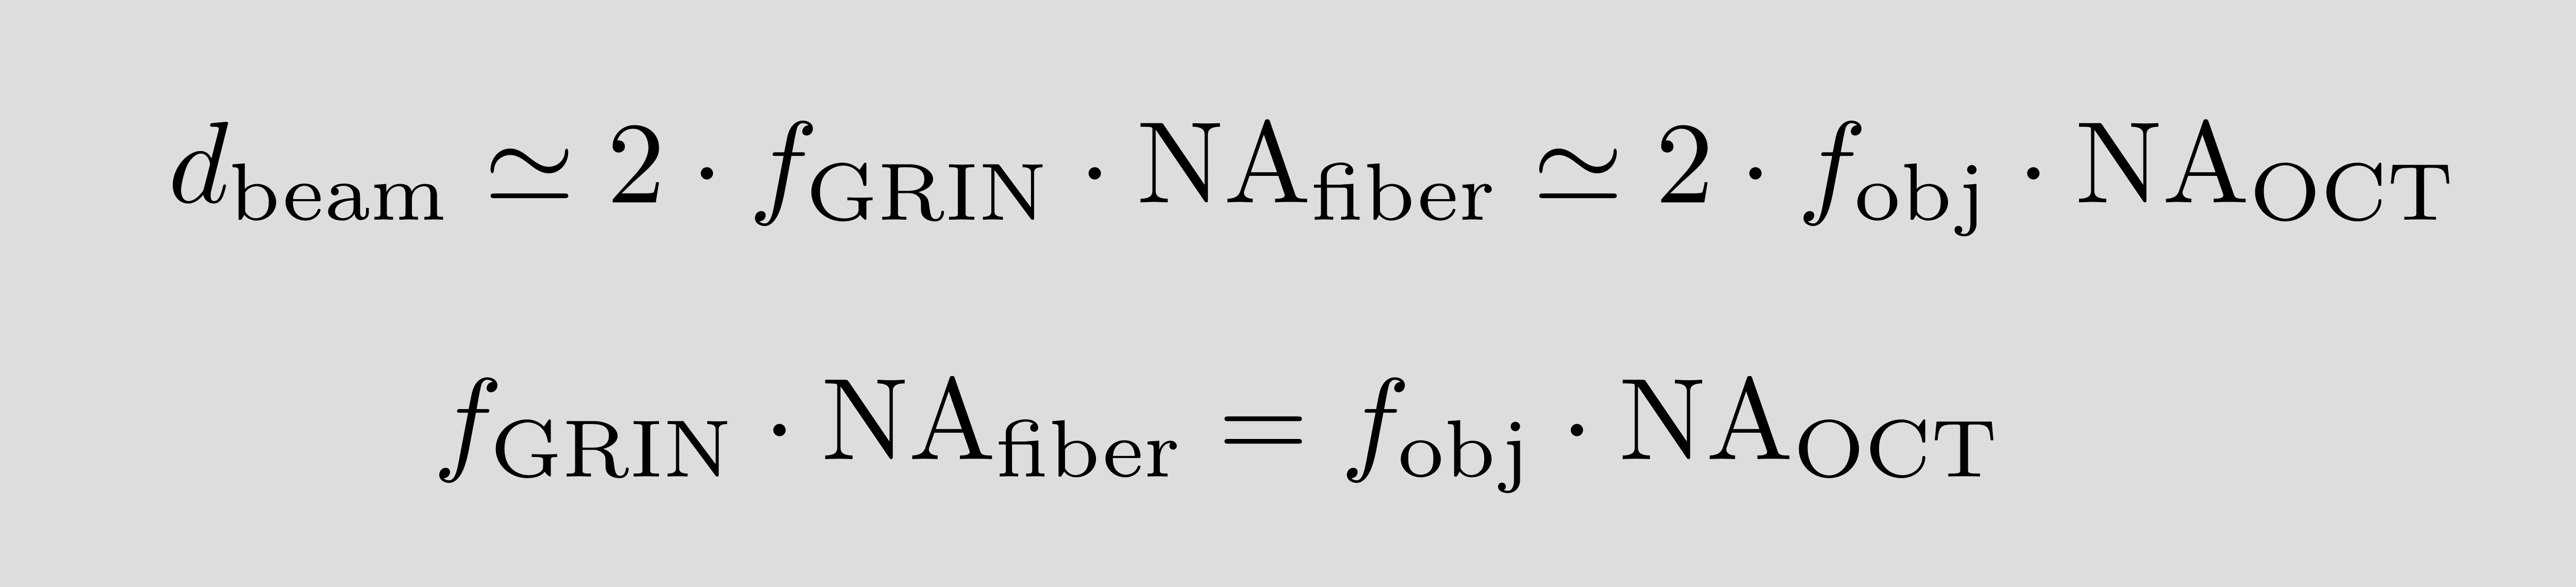 d_beam ≃ 2 · f_GRIN · NA_fiber ≃ 2 · f_obj · NA_OCT
f_GRIN · NA_fiber = f_obj · NA_OCT